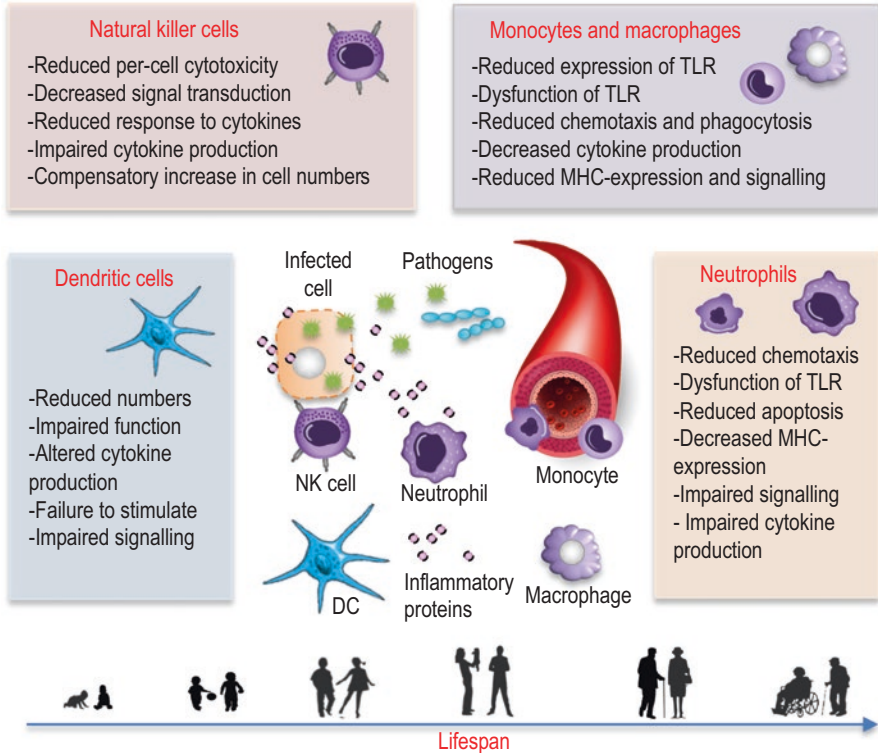 Natural killer cells
-Reduced per-cell cytotoxicity
-Decreased signal transduction
-Reduced response to cytokines
-Impaired cytokine production
-Compensatory increase in cell numbers
Monocytes and macrophages
-Reduced expression of TLR
-Dysfunction of TLR
-Reduced chemotaxis and phagocytosis
-Decreased cytokine production
-Reduced MHC-expression and signalling
Dendritic cells
-Reduced numbers
-Impaired function
-Altered cytokine
production
-Failure to stimulate
-Impaired signalling
Infected
cell
Pathogens
NK cell
Neutrophil
Monocyte
DC
Inflammatory
proteins
Macrophage
Neutrophils
-Reduced chemotaxis
-Dysfunction of TLR
-Reduced apoptosis
-Decreased MHC-
expression
-Impaired signalling
- Impaired cytokine
production
Lifespan